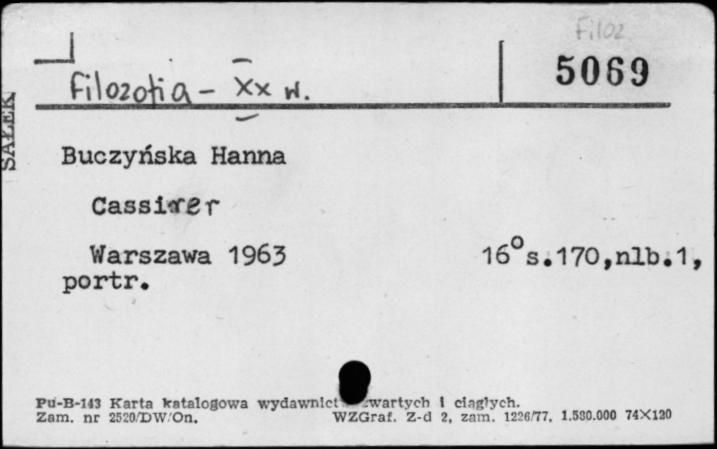 Filoz
5069
filozofia - XX w.
SAŁEK
Buczyńska Hanna
Cassirer
Warszawa 1963 16° s.170,nlb.1,
portr.
Pu-B-143 Karta katalogowa wydawnict zwartych i ciągłych.
Zam. nr 2520/DW/On. WZGraf. Z-d 2, zam. 1226/77. 1.580.000 74X120